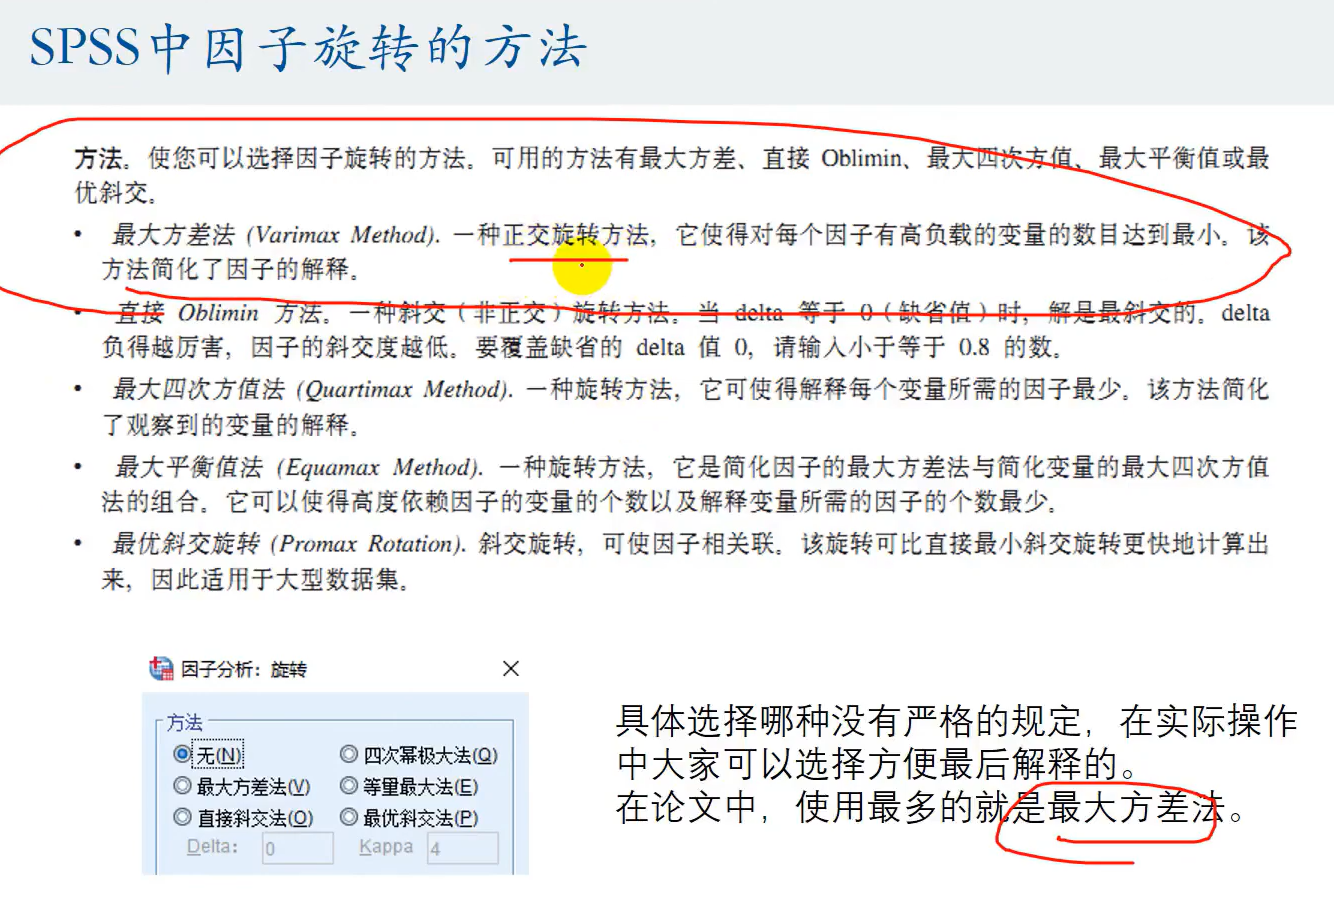 SPSS中因子旋转的方法
方法。使您可以选择因子旋转的方法。可用的方法有最大方差、直接 Oblimin、最大四次方值、最大平衡值或最
优斜交。
• 最大方差法 (Varimax Method). 一种正交旋转方法，它使得对每个因子有高负载的变量的数目达到最小。该
方法简化了因子的解释。
• 直接 Oblimin 方法。一种斜交（非正交）旋转方法。当 delta 等于 0（缺省值）时，解是最斜交的。delta
负得越厉害，因子的斜交度越低。要覆盖缺省的 delta 值 0，请输入小于等于 0.8 的数。
• 最大四次方值法 (Quartimax Method). 一种旋转方法，它可使得解释每个变量所需的因子最少。该方法简化
了观察到的变量的解释。
• 最大平衡值法 (Equamax Method). 一种旋转方法，它是简化因子的最大方差法与简化变量的最大四次方值
法的组合。它可以使得高度依赖因子的变量的个数以及解释变量所需的因子的个数最少。
• 最优斜交旋转 (Promax Rotation). 斜交旋转，可使因子相关联。该旋转可比直接最小斜交旋转更快地计算出
来，因此适用于大型数据集。
因子分析：旋转
方法
无(N) 四次幂极大法(Q)
最大方差法(V) 等量最大法(E)
直接斜交法(O) 最优斜交法(P)
Delta: 0 Kappa 4
具体选择哪种没有严格的规定，在实际操作
中大家可以选择方便最后解释的。
在论文中，使用最多的就是最大方差法。